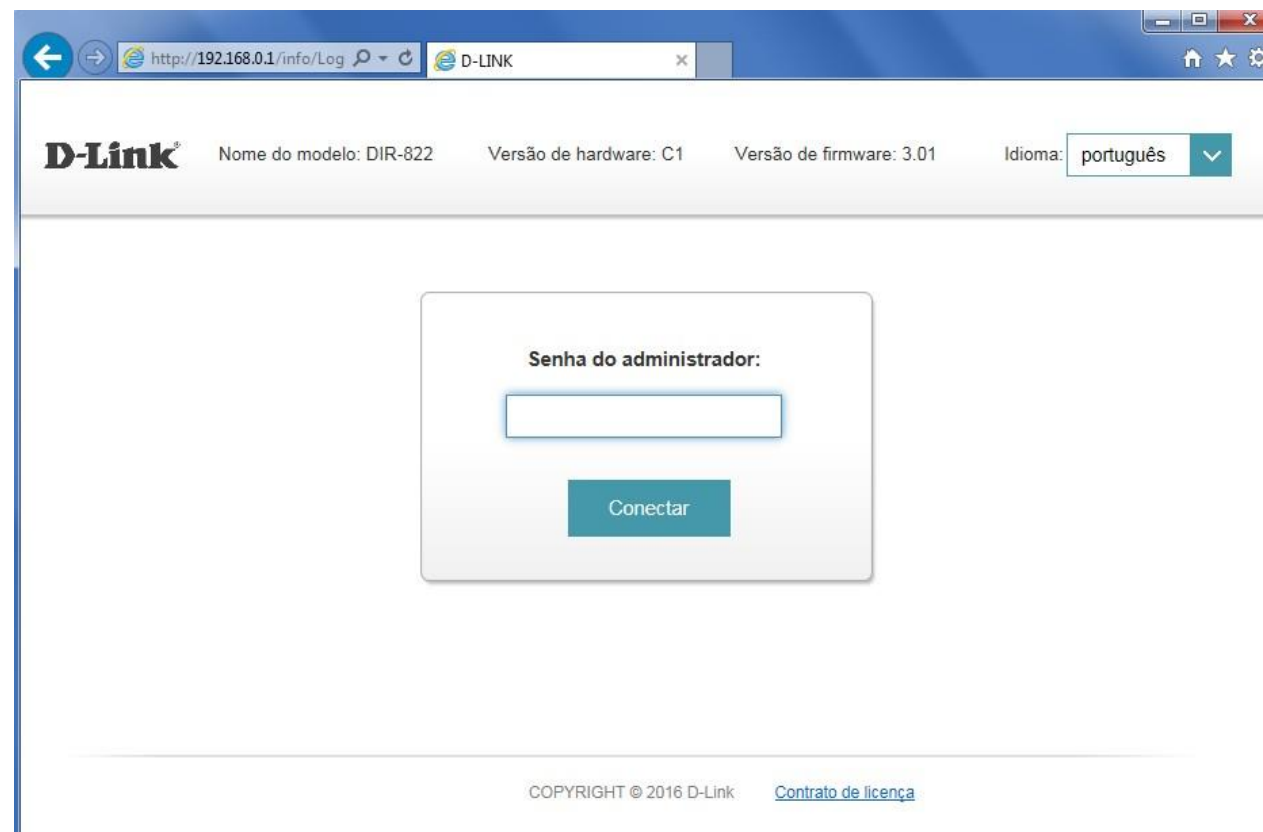 http://192.168.0.1/info/Log
D-LINK
D-Link Nome do modelo: DIR-822 Versão de hardware: C1 Versão de firmware: 3.01 Idioma: português
Senha do administrador:
Conectar
COPYRIGHT © 2016 D-Link Contrato de licença